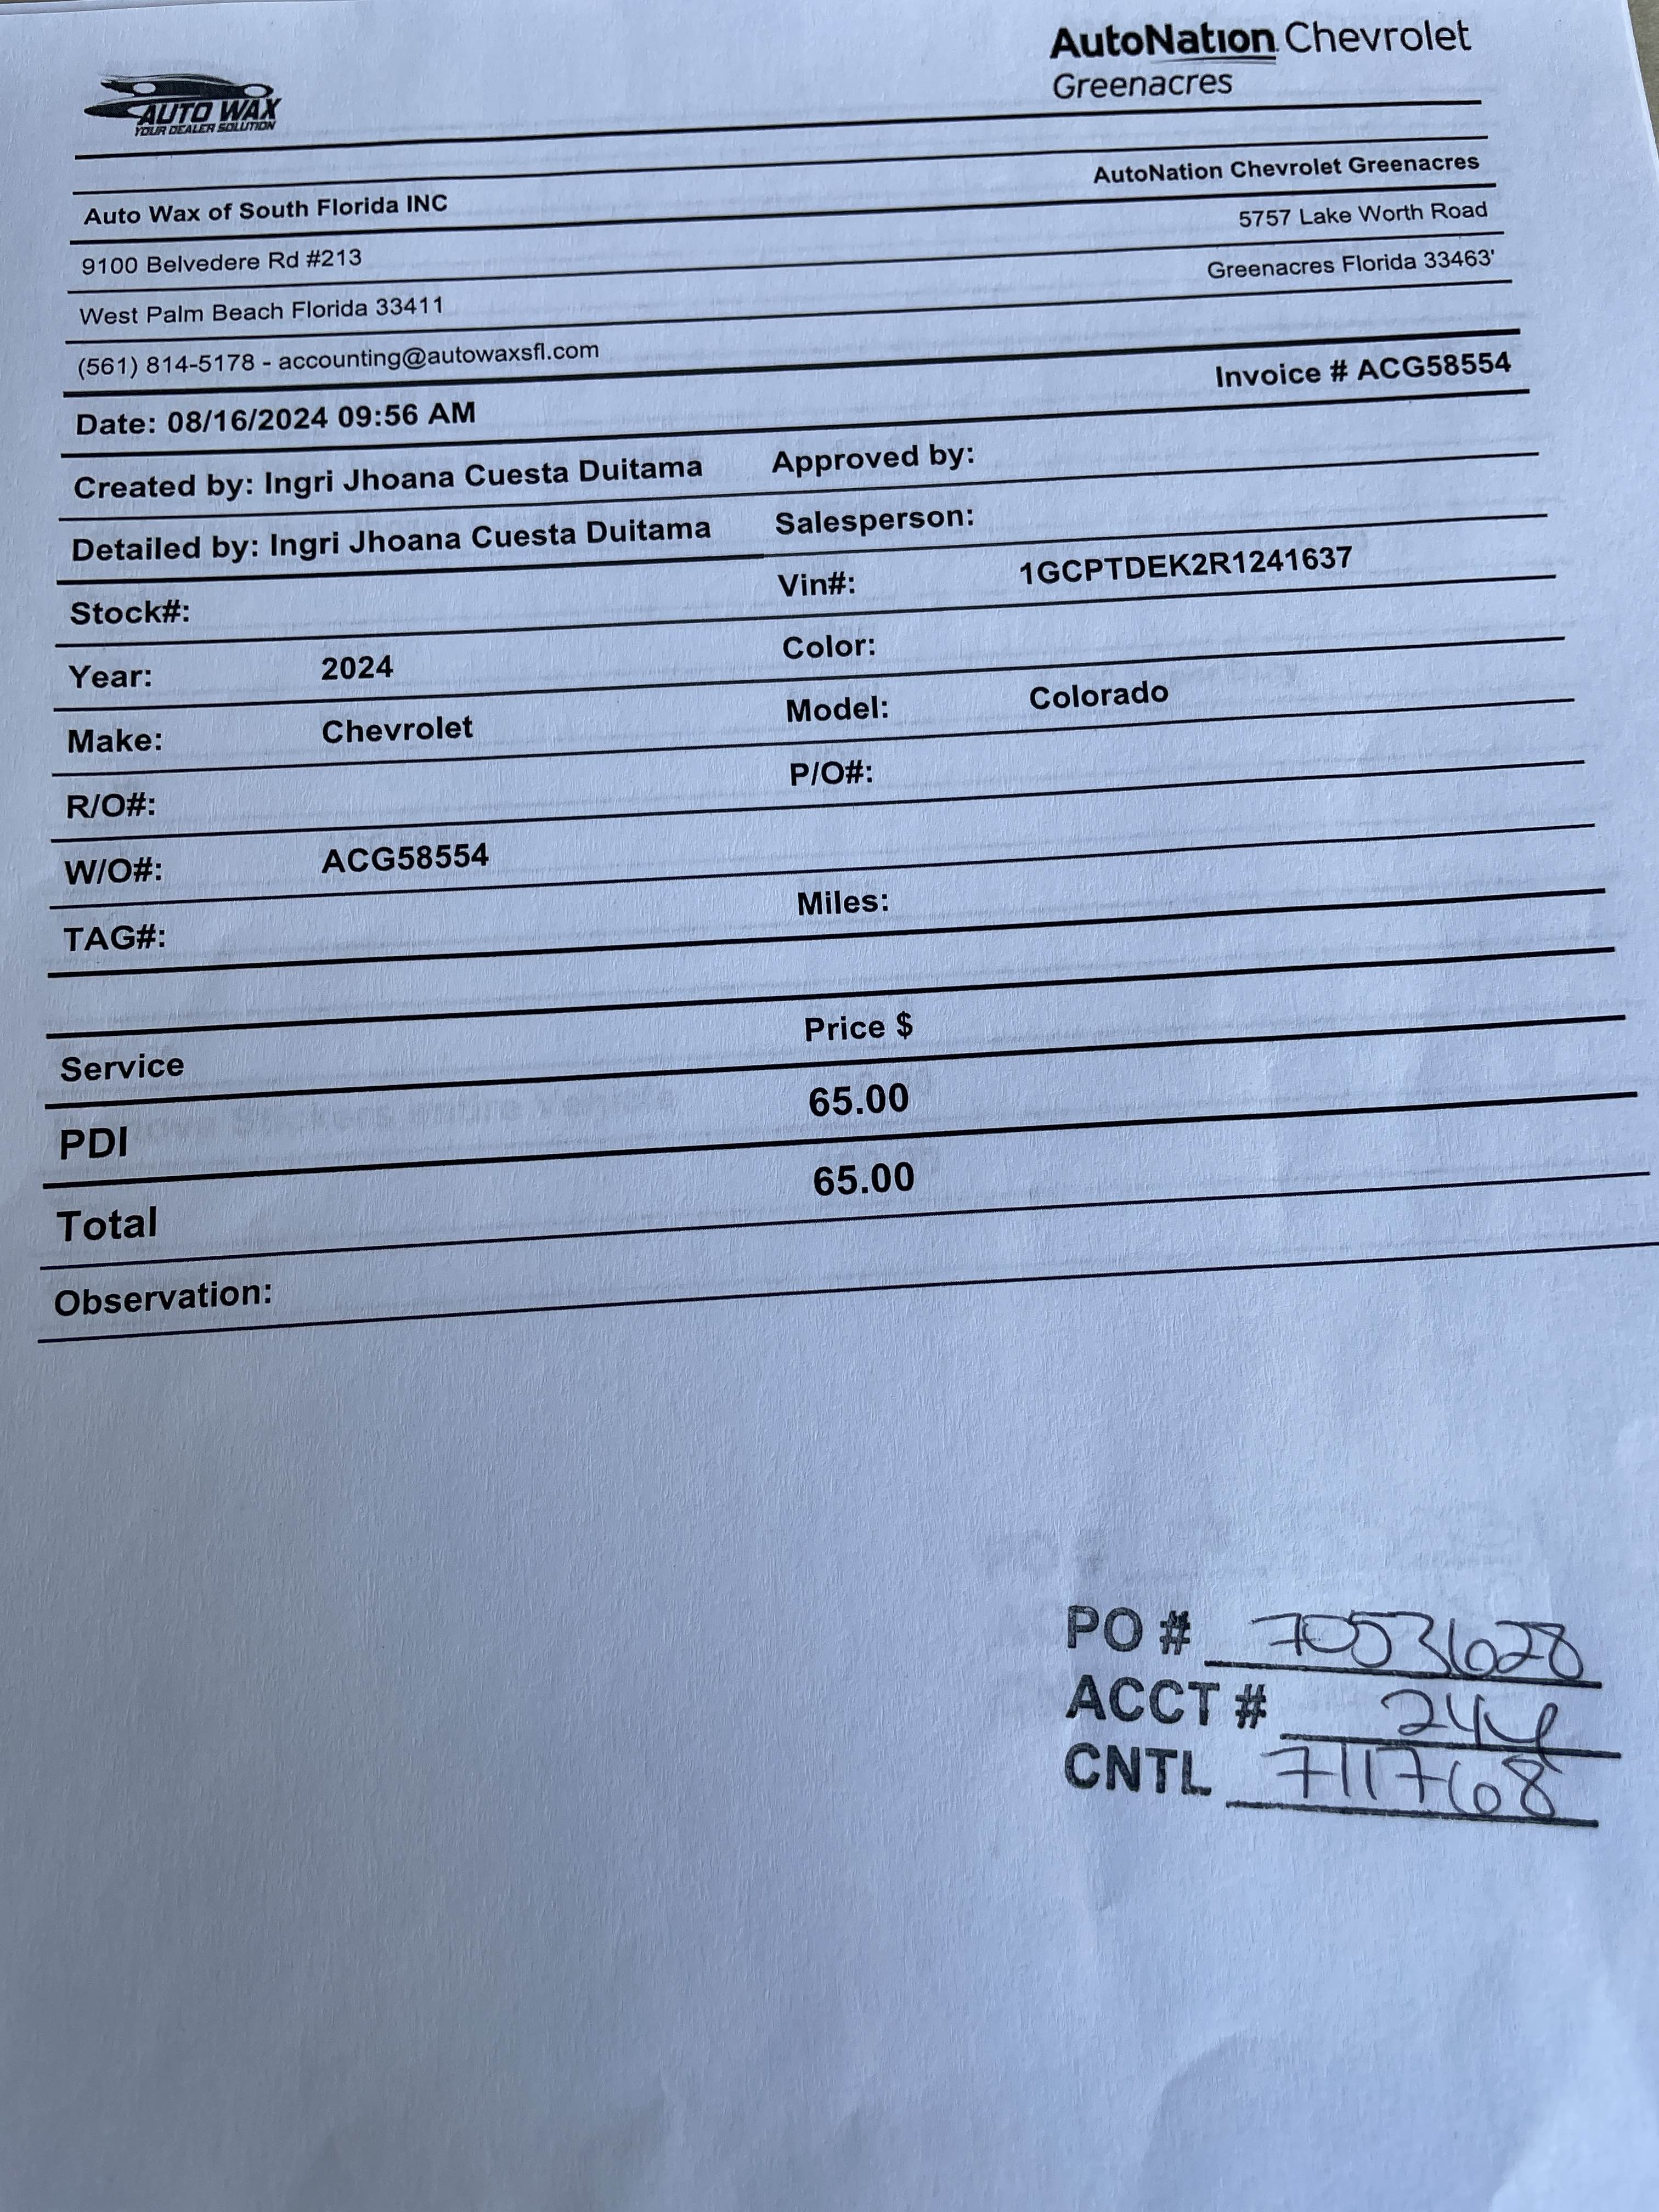 AUTO WAX
YOUR DEALER SOLUTION
AutoNation Chevrolet
Greenacres
AutoNation Chevrolet Greenacres
Auto Wax of South Florida INC
5757 Lake Worth Road
9100 Belvedere Rd #213
Greenacres Florida 33463'
West Palm Beach Florida 33411
(561) 814-5178 - accounting@autowaxsfl.com
Invoice # ACG58554
Date: 08/16/2024 09:56 AM
Created by: Ingri Jhoana Cuesta Duitama Approved by:
Detailed by: Ingri Jhoana Cuesta Duitama Salesperson:
Stock#: Vin#: 1GCPTDEK2R1241637
Year: 2024 Color:
Make: Chevrolet Model: Colorado
R/O#: P/O#:
W/O#: ACG58554
TAG#: Miles:
Service Price $
PDI 65.00
Total 65.00
Observation:
PO # 7053628
ACCT #
CNTL 711768